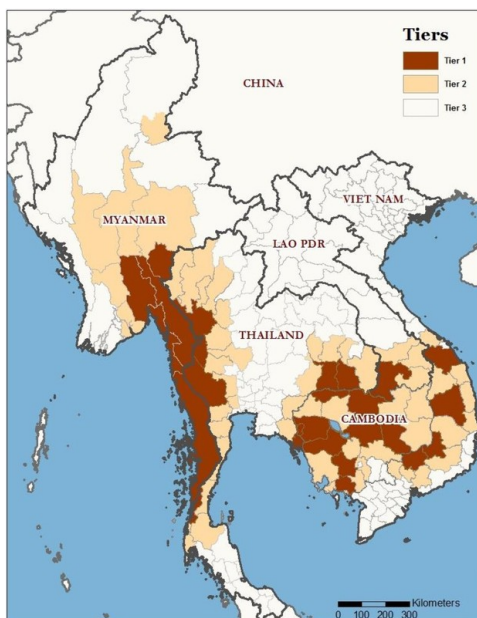 Tiers
Tier 1
Tier 2
Tier 3
CHINA
VIET NAM
MYANMAR
LAO PDR
THAILAND
CAMBODIA
Kilometers
0 100 200 300